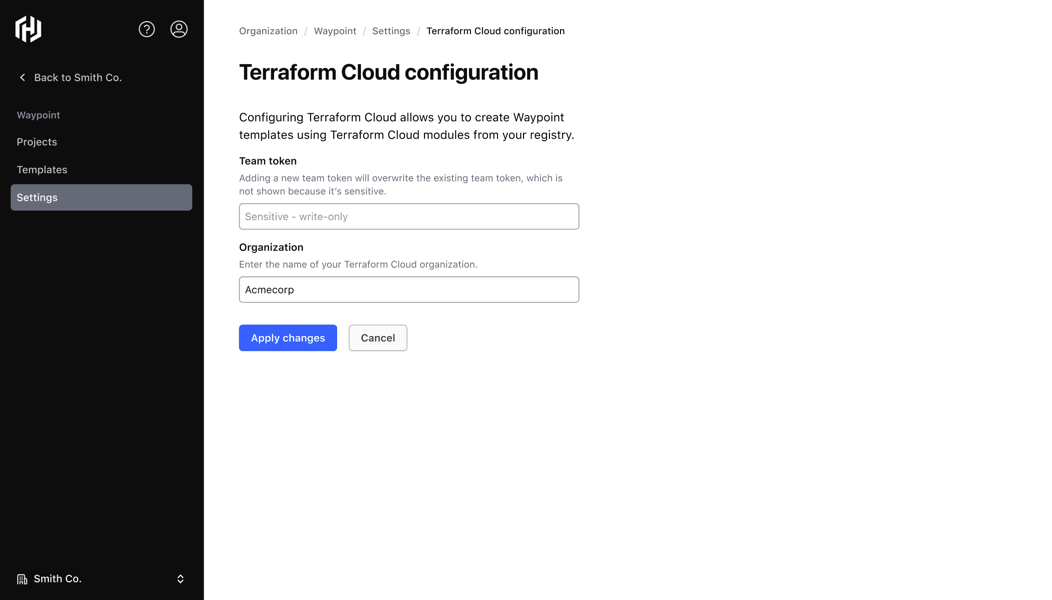 Back to Smith Co.
Waypoint
Projects
Templates
Settings
Smith Co.
Organization / Waypoint / Settings / Terraform Cloud configuration
Terraform Cloud configuration
Configuring Terraform Cloud allows you to create Waypoint
templates using Terraform Cloud modules from your registry.
Team token
Adding a new team token will overwrite the existing team token, which is
not shown because it's sensitive.
Sensitive - write-only
Organization
Enter the name of your Terraform Cloud organization.
Acmecorp
Apply changes
Cancel